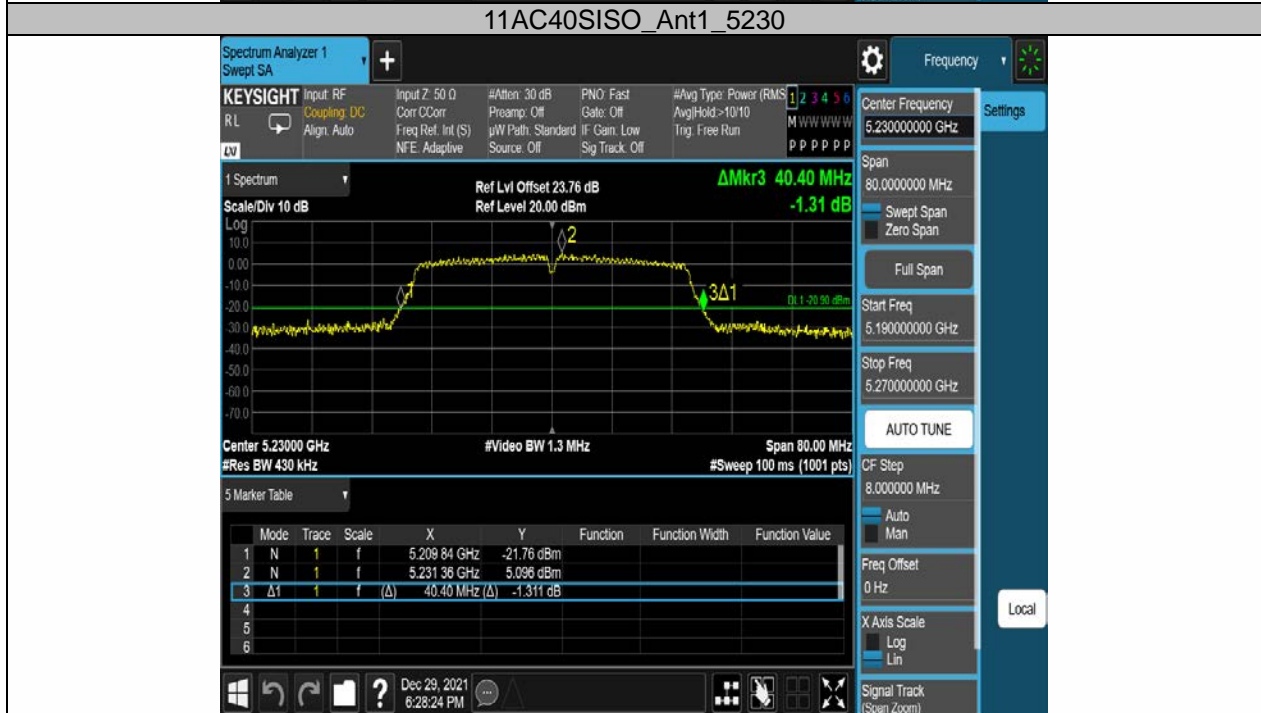 11AC40SISO_Ant1_5230
Spectrum Analyzer 1
Swept SA
Frequency
KEYSIGHT
RL
LXI
Input: RF
Coupling: DC
Align: Auto
Input Z: 50 Ω
Corr CCorr
Freq Ref: Int (S)
NFE: Adaptive
#Atten: 30 dB
Preamp: Off
µW Path: Standard
Source: Off
PNO: Fast
Gate: Off
IF Gain: Low
Sig Track: Off
#Avg Type: Power (RMS
Avg|Hold:>10/10
Trig: Free Run
1 2 3 4 5 6
M W W W W W
P P P P P P
Center Frequency
5.230000000 GHz
Settings
1 Spectrum
Scale/Div 10 dB
Ref Lvl Offset 23.76 dB
Ref Level 20.00 dBm
ΔMkr3 40.40 MHz
-1.31 dB
Log
10.0
0.00
-10.0
-20.0
-30.0
-40.0
-50.0
-60.0
-70.0
1
2
3Δ1
DL1 -20.90 dBm
Center 5.23000 GHz
#Res BW 430 kHz
#Video BW 1.3 MHz
Span 80.00 MHz
#Sweep 100 ms (1001 pts)
Span
80.0000000 MHz
Swept Span
Zero Span
Full Span
Start Freq
5.190000000 GHz
Stop Freq
5.270000000 GHz
AUTO TUNE
CF Step
8.000000 MHz
Auto
Man
Freq Offset
0 Hz
X Axis Scale
Log
Lin
Signal Track
(Span Zoom)
Local
5 Marker Table
Mode Trace Scale X Y Function Function Width Function Value
1 N 1 f 5.209 84 GHz -21.76 dBm
2 N 1 f 5.231 36 GHz 5.096 dBm
3 Δ1 1 f (Δ) 40.40 MHz (Δ) -1.311 dB
4
5
6
?
Dec 29, 2021
6:28:24 PM